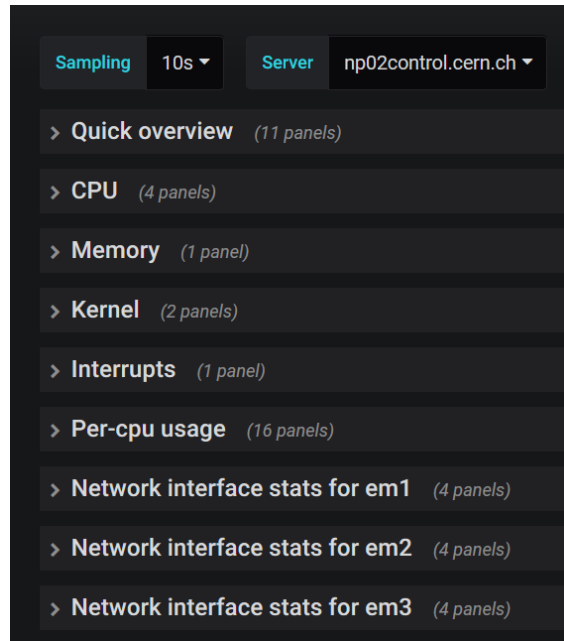 Sampling 10s Server np02control.cern.ch
Quick overview (11 panels)
CPU (4 panels)
Memory (1 panel)
Kernel (2 panels)
Interrupts (1 panel)
Per-cpu usage (16 panels)
Network interface stats for em1 (4 panels)
Network interface stats for em2 (4 panels)
Network interface stats for em3 (4 panels)